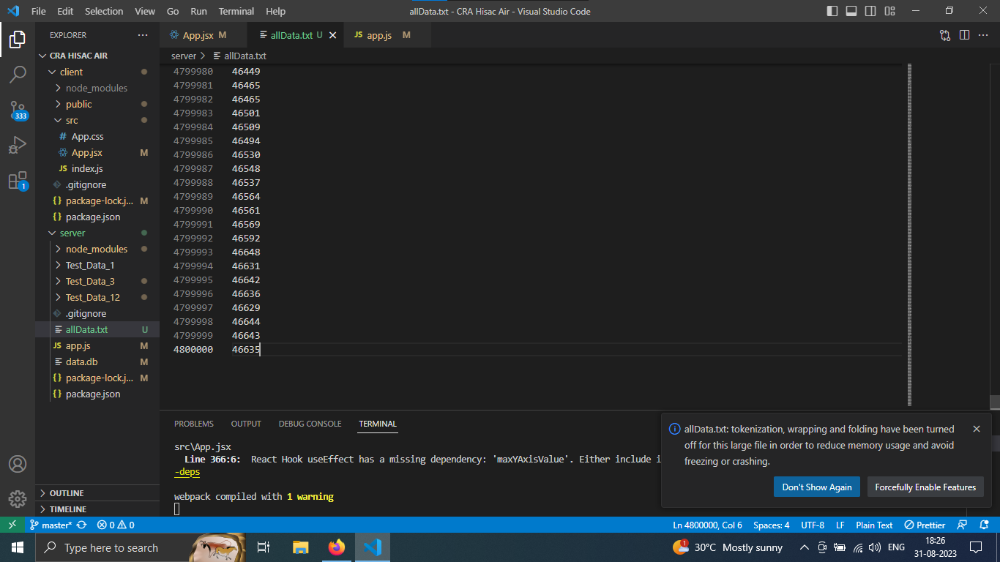 File Edit Selection View Go Run Terminal Help
allData.txt - CRA Hisac Air - Visual Studio Code
EXPLORER
CRA HISAC AIR
client
node_modules
public
src
# App.css
App.jsx M
JS index.js
.gitignore
{} package-lock.j... M
{} package.json
server
node_modules
Test_Data_1
Test_Data_3
Test_Data_12
.gitignore
allData.txt U
JS app.js M
data.db M
{} package-lock.j... M
{} package.json
OUTLINE
TIMELINE
333
1
App.jsx M
allData.txt U
JS app.js M
server > allData.txt
4799980 46449
4799981 46465
4799982 46465
4799983 46501
4799984 46509
4799985 46494
4799986 46530
4799987 46548
4799988 46537
4799989 46564
4799990 46561
4799991 46569
4799992 46592
4799993 46648
4799994 46631
4799995 46642
4799996 46636
4799997 46629
4799998 46644
4799999 46643
4800000 46635
PROBLEMS OUTPUT DEBUG CONSOLE TERMINAL
src\App.jsx
Line 366:6: React Hook useEffect has a missing dependency: 'maxYAxisValue'. Either include i
-deps
webpack compiled with 1 warning
allData.txt: tokenization, wrapping and folding have been turned
off for this large file in order to reduce memory usage and avoid
freezing or crashing.
Don't Show Again
Forcefully Enable Features
master* 0 0
Ln 4800000, Col 6 Spaces: 4 UTF-8 LF Plain Text Prettier
Type here to search
30°C Mostly sunny
ENG
18:26
31-08-2023